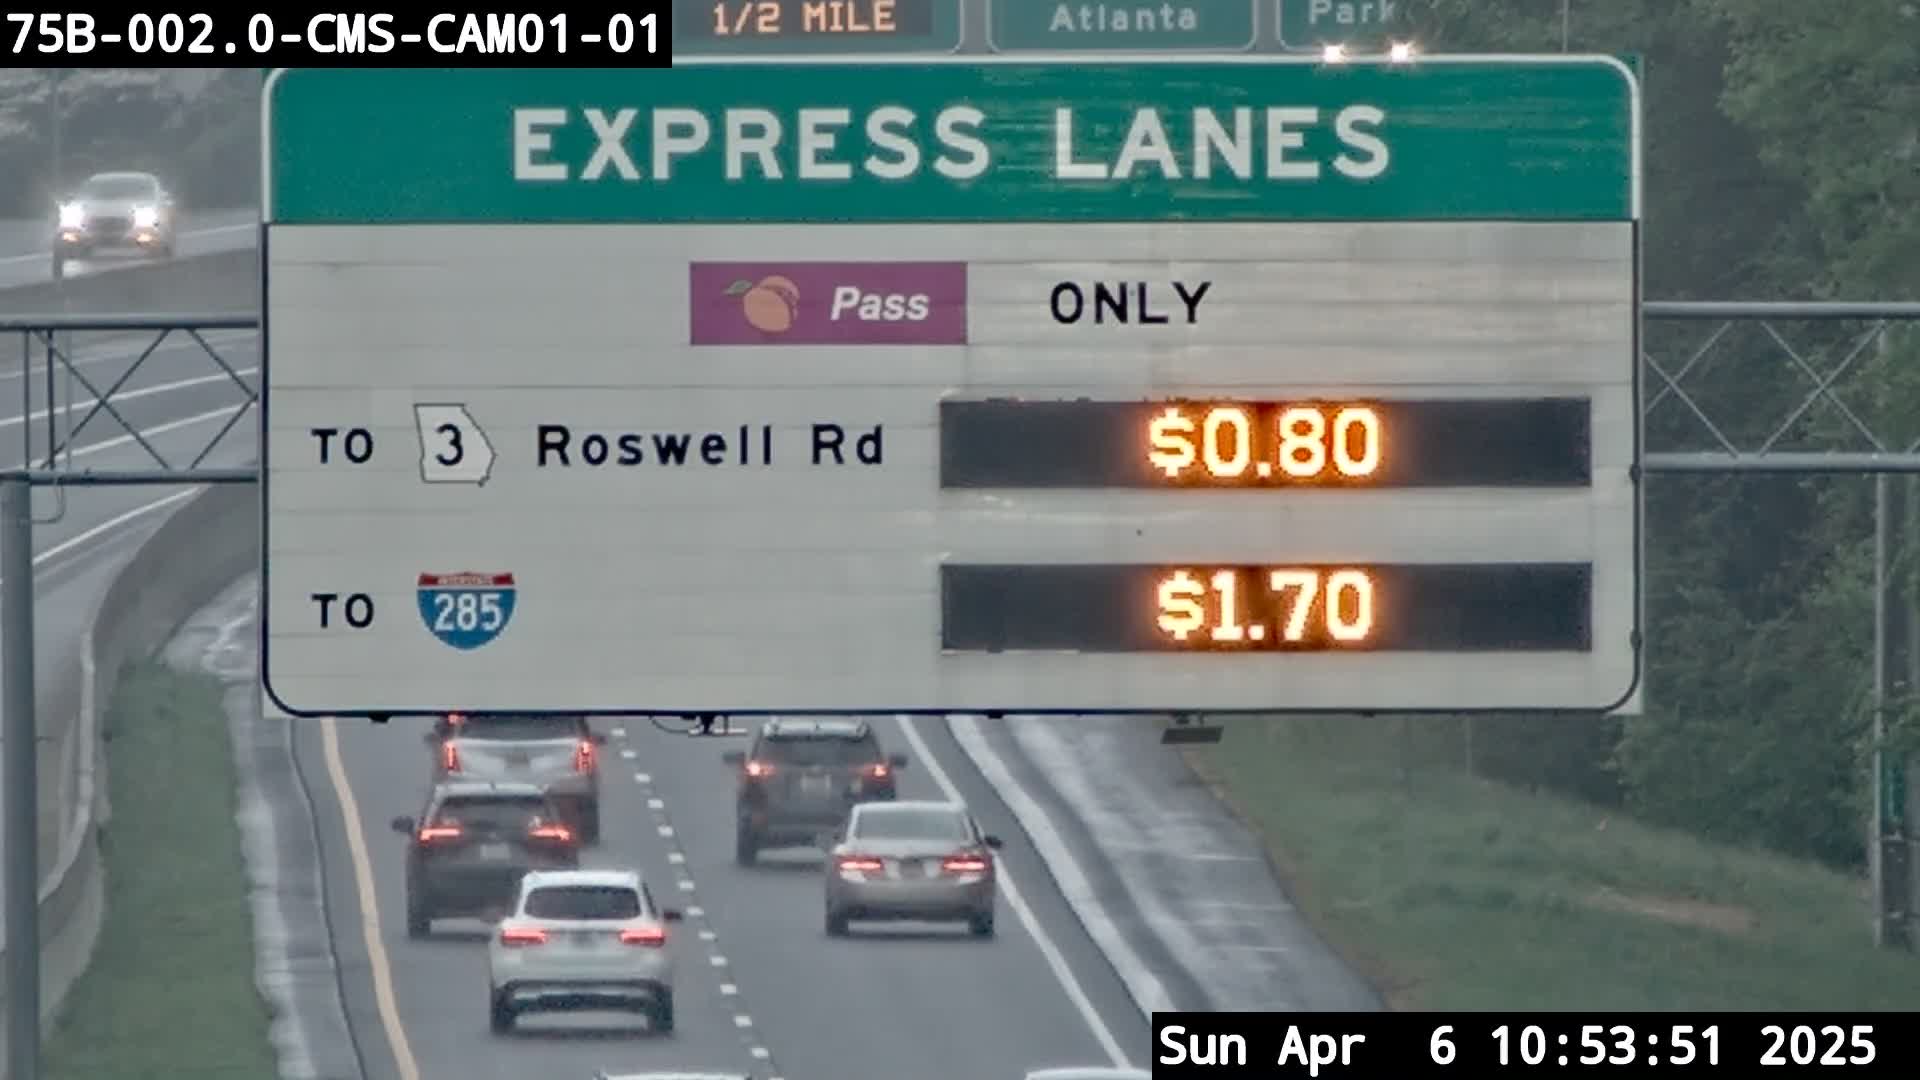 75B-002.0-CMS-CAM01-01
1/2 MILE
Atlanta
Park
EXPRESS LANES
Pass ONLY
TO 3 Roswell Rd $0.80
TO INTERSTATE 285 $1.70
Sun Apr 6 10:53:51 2025